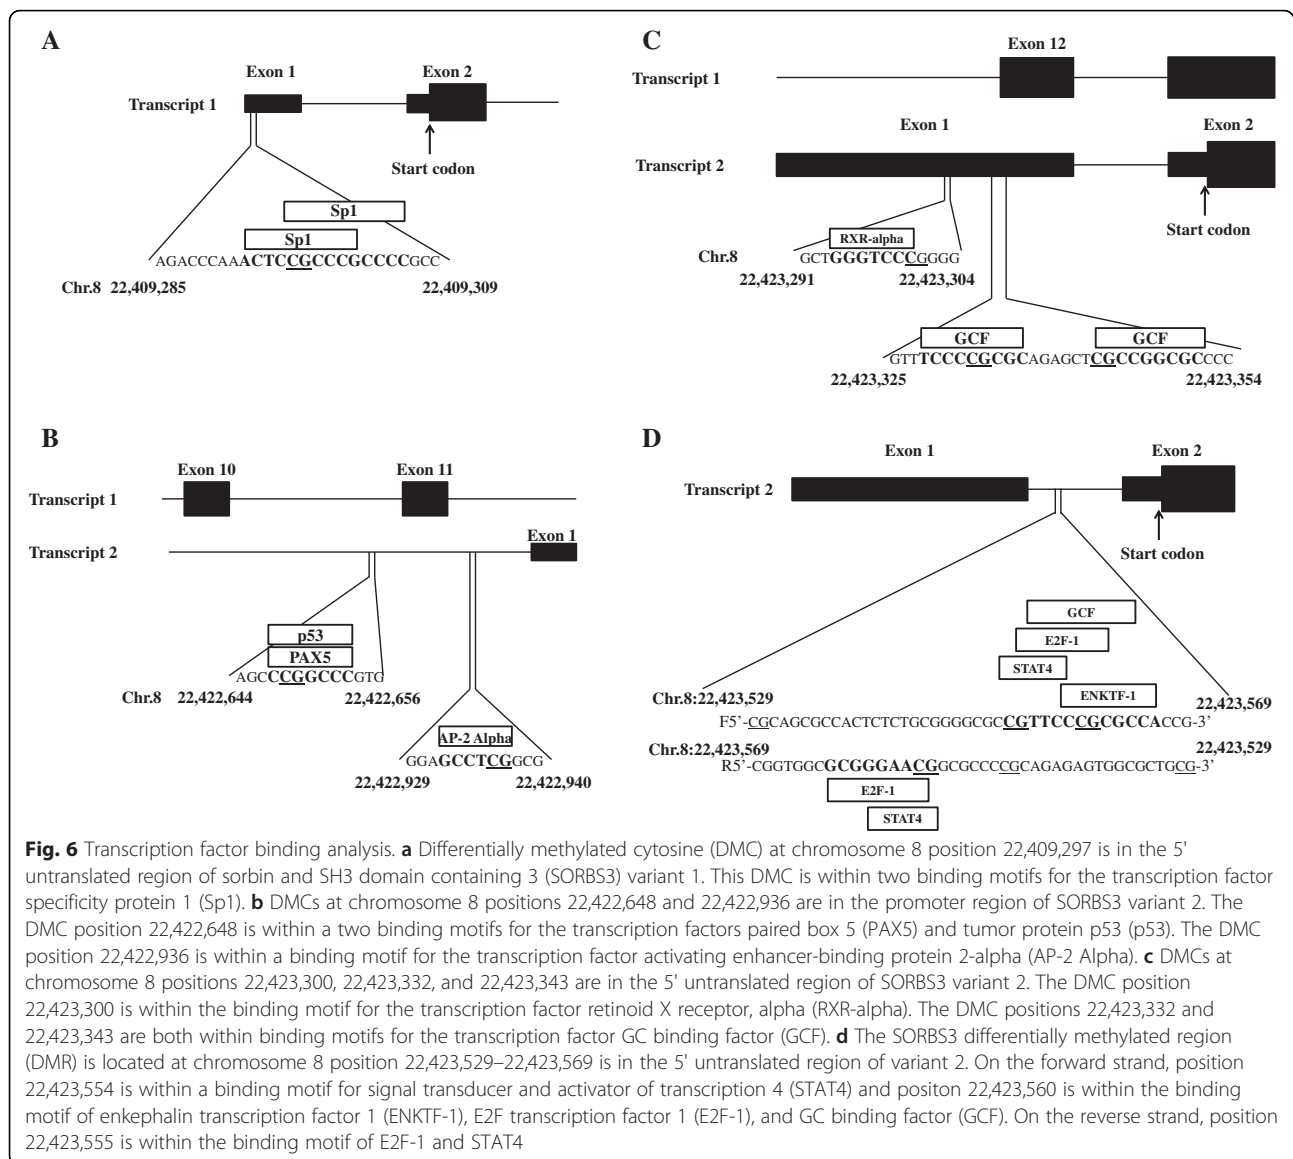 A
Exon 1
Exon 2
Transcript 1
Start codon
Sp1
Sp1
AGACCCAAACTCCGCCCGCCCCGCC
Chr.8 22,409,285
22,409,309
C
Exon 12
Transcript 1
Exon 1
Exon 2
Transcript 2
Start codon
RXR-alpha
Chr.8
GCTGGGTCCCGGGG
22,423,291
22,423,304
GCF
GCF
GTTTCCCCGCGCAGAGCTCGCCGGCGCCCC
22,423,325
22,423,354
B
Exon 10
Exon 11
Transcript 1
Exon 1
Transcript 2
p53
PAX5
AGCCCGGCCCGTG
Chr.8 22,422,644
22,422,656
AP-2 Alpha
GGAGCCTCGGCG
22,422,929
22,422,940
D
Exon 1
Exon 2
Transcript 2
Start codon
GCF
E2F-1
STAT4
ENKTF-1
Chr.8:22,423,529
22,423,569
F5'-CGCAGCGCCACTCTCTGCGGGGCGCCGTTCCCGCGCCACCG-3'
Chr.8:22,423,569
22,423,529
R5'-CGGTGGCGCGGGAACGGCGCCCCGCAGAGAGTGGCGCTGCG-3'
E2F-1
STAT4
Fig. 6 Transcription factor binding analysis. a Differentially methylated cytosine (DMC) at chromosome 8 position 22,409,297 is in the 5'
untranslated region of sorbin and SH3 domain containing 3 (SORBS3) variant 1. This DMC is within two binding motifs for the transcription factor
specificity protein 1 (Sp1). b DMCs at chromosome 8 positions 22,422,648 and 22,422,936 are in the promoter region of SORBS3 variant 2. The
DMC position 22,422,648 is within a two binding motifs for the transcription factors paired box 5 (PAX5) and tumor protein p53 (p53). The DMC
position 22,422,936 is within a binding motif for the transcription factor activating enhancer-binding protein 2-alpha (AP-2 Alpha). c DMCs at
chromosome 8 positions 22,423,300, 22,423,332, and 22,423,343 are in the 5' untranslated region of SORBS3 variant 2. The DMC position
22,423,300 is within the binding motif for the transcription factor retinoid X receptor, alpha (RXR-alpha). The DMC positions 22,423,332 and
22,423,343 are both within binding motifs for the transcription factor GC binding factor (GCF). d The SORBS3 differentially methylated region
(DMR) is located at chromosome 8 position 22,423,529–22,423,569 is in the 5' untranslated region of variant 2. On the forward strand, position
22,423,554 is within a binding motif for signal transducer and activator of transcription 4 (STAT4) and positon 22,423,560 is within the binding
motif of enkephalin transcription factor 1 (ENKTF-1), E2F transcription factor 1 (E2F-1), and GC binding factor (GCF). On the reverse strand, position
22,423,555 is within the binding motif of E2F-1 and STAT4